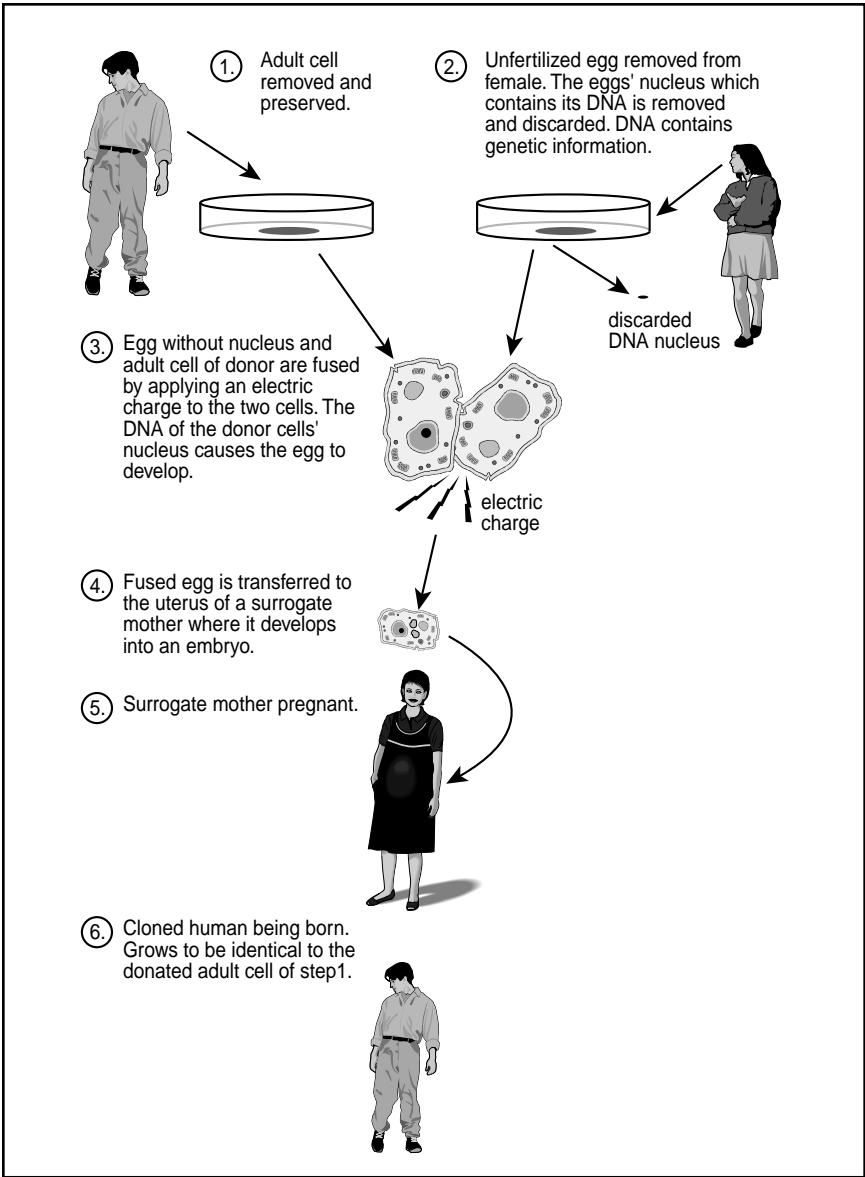 1.
Adult cell
removed and
preserved.
2.
Unfertilized egg removed from
female. The eggs' nucleus which
contains its DNA is removed
and discarded. DNA contains
genetic information.
discarded
DNA nucleus
3.
Egg without nucleus and
adult cell of donor are fused
by applying an electric
charge to the two cells. The
DNA of the donor cells'
nucleus causes the egg to
develop.
electric
charge
4.
Fused egg is transferred to
the uterus of a surrogate
mother where it develops
into an embryo.
5.
Surrogate mother pregnant.
6.
Cloned human being born.
Grows to be identical to the
donated adult cell of step1.